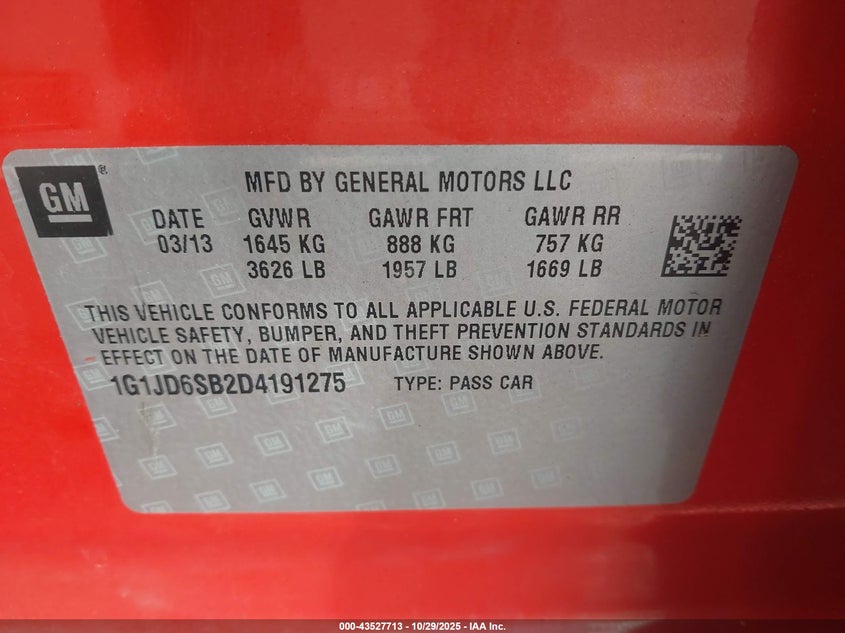 GM ®
MFD BY GENERAL MOTORS LLC
DATE GVWR GAWR FRT GAWR RR
03/13 1645 KG 888 KG 757 KG
3626 LB 1957 LB 1669 LB
THIS VEHICLE CONFORMS TO ALL APPLICABLE U.S. FEDERAL MOTOR
VEHICLE SAFETY, BUMPER, AND THEFT PREVENTION STANDARDS IN
EFFECT ON THE DATE OF MANUFACTURE SHOWN ABOVE.
1G1JD6SB2D4191275 TYPE: PASS CAR
000-43527713 - 10/29/2025 - IAA Inc.